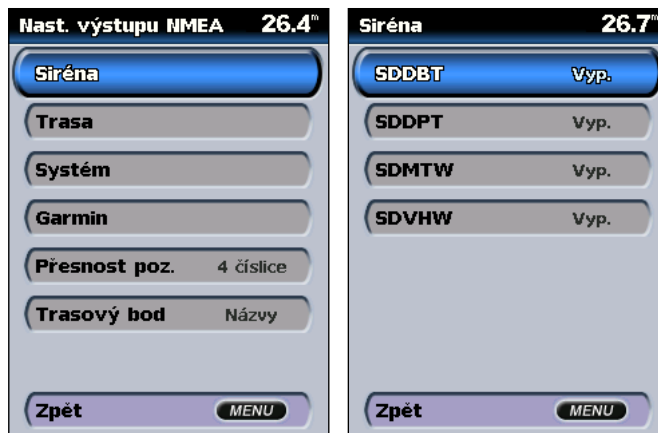 Nast. výstupu NMEA 26.4m
Siréna
Trasa
Systém
Garmin
Přesnost poz. 4 číslice
Trasový bod Názvy
Zpět MENU
Siréna 26.7m
SDDBT Vyp.
SDDPT Vyp.
SDMTW Vyp.
SDVHW Vyp.
Zpět MENU